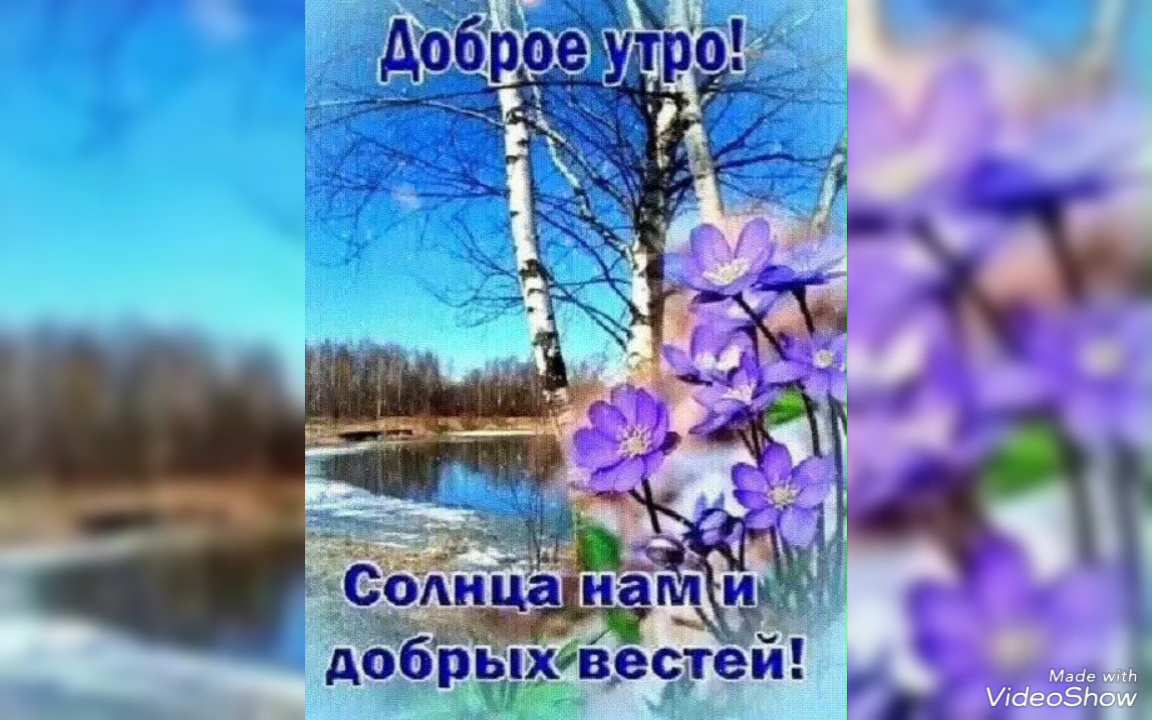 Доброе утро!
Солнца нам и
добрых вестей!
Made with
VideoShow